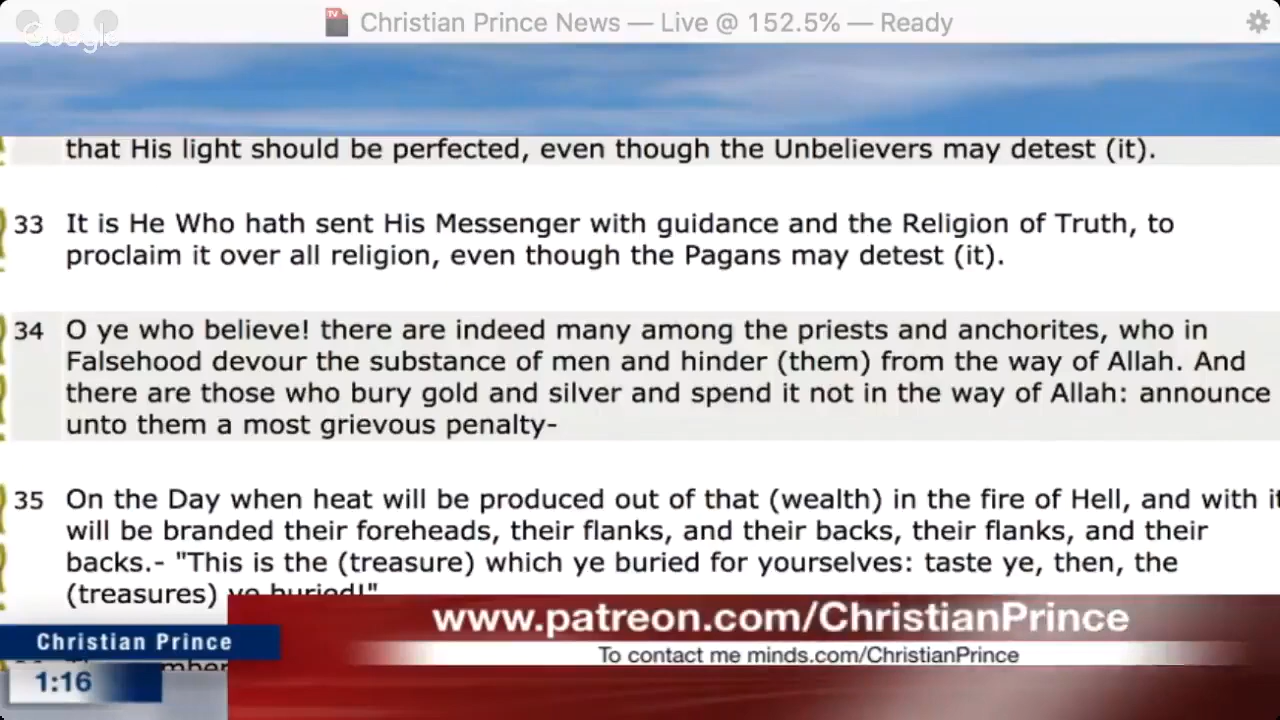 Christian Prince News — Live @ 152.5% — Ready
Google
that His light should be perfected, even though the Unbelievers may detest (it).
33 It is He Who hath sent His Messenger with guidance and the Religion of Truth, to
proclaim it over all religion, even though the Pagans may detest (it).
34 O ye who believe! there are indeed many among the priests and anchorites, who in
Falsehood devour the substance of men and hinder (them) from the way of Allah. And
there are those who bury gold and silver and spend it not in the way of Allah: announce
unto them a most grievous penalty-
35 On the Day when heat will be produced out of that (wealth) in the fire of Hell, and with it
will be branded their foreheads, their flanks, and their backs, their flanks, and their
backs.- "This is the (treasure) which ye buried for yourselves: taste ye, then, the
(treasures) ye buried!"
www.patreon.com/ChristianPrince
Christian Prince
To contact me minds.com/ChristianPrince
1:16